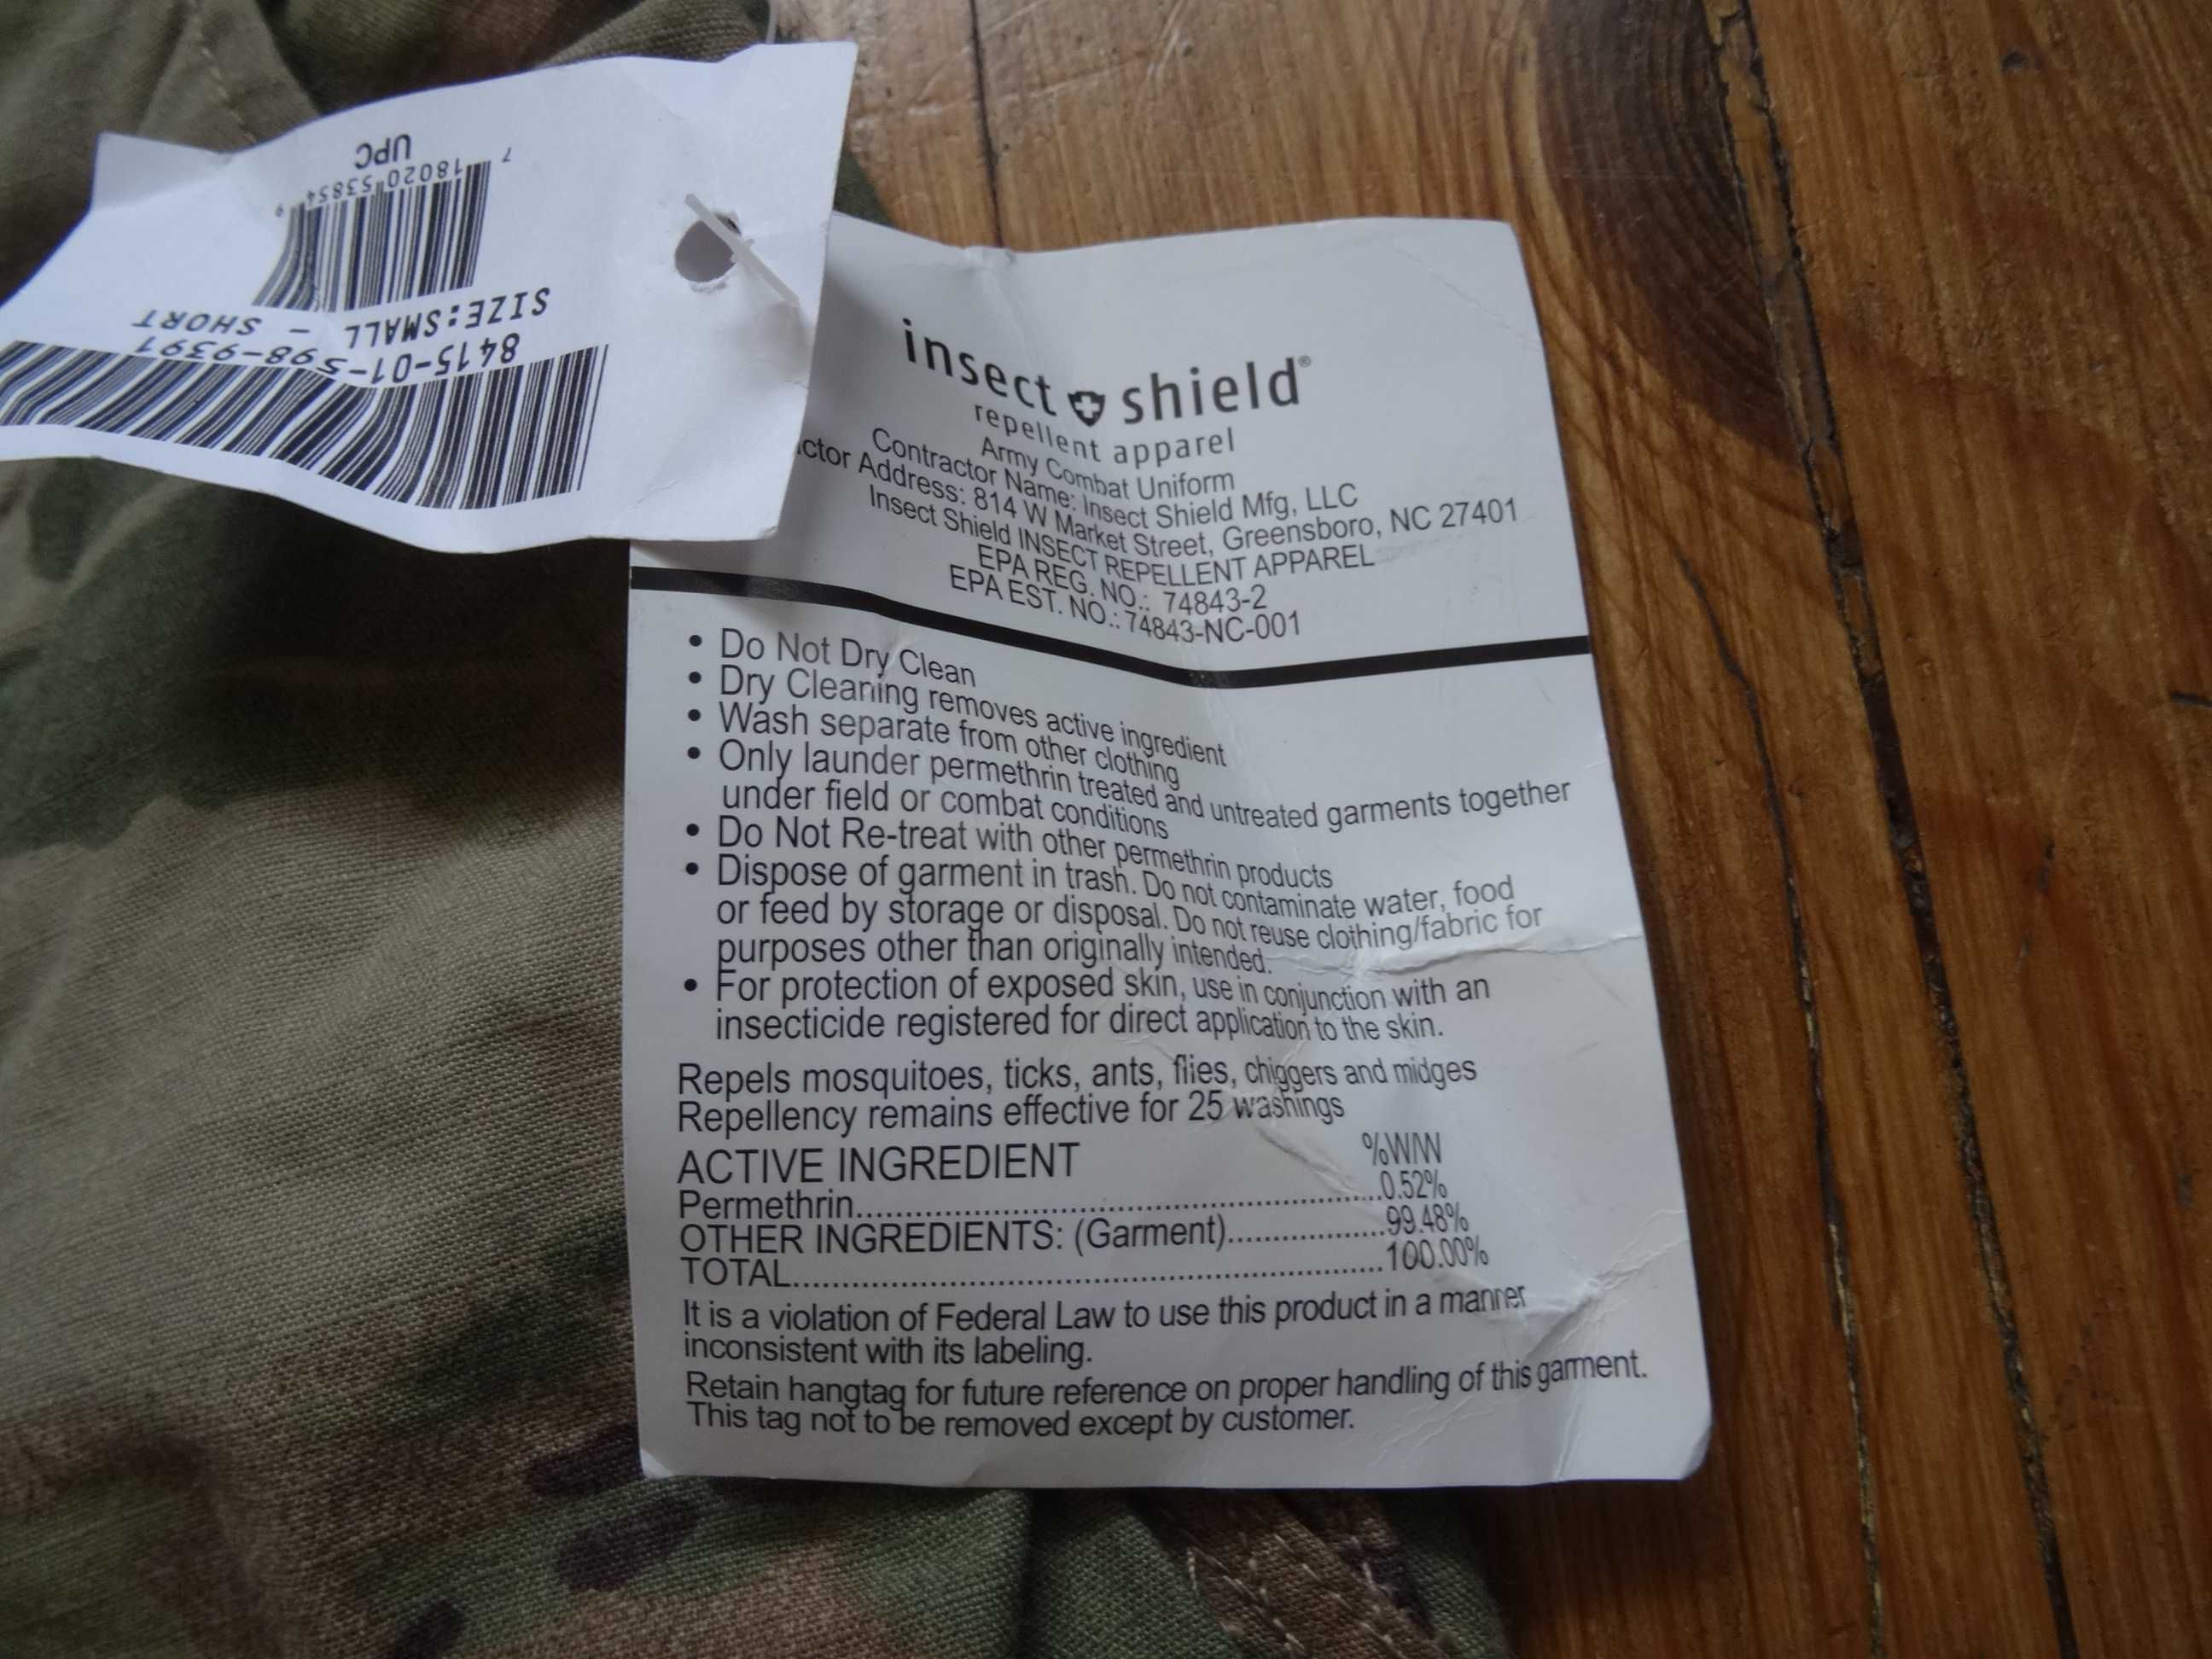 UPC
7 18020 53854 9
SIZE:SMALL - SHORT
8415-01-598-9391
insect shield®
repellent apparel
Army Combat Uniform
Contractor Name: Insect Shield Mfg, LLC
Address: 814 W Market Street, Greensboro, NC 27401
Insect Shield INSECT REPELLENT APPAREL
EPA REG. NO.: 74843-2
EPA EST. NO.: 74843-NC-001
• Do Not Dry Clean
• Dry Cleaning removes active ingredient
• Wash separate from other clothing
• Only launder permethrin treated and untreated garments together
under field or combat conditions
• Do Not Re-treat with other permethrin products
• Dispose of garment in trash. Do not contaminate water, food
or feed by storage or disposal. Do not reuse clothing/fabric for
purposes other than originally intended.
• For protection of exposed skin, use in conjunction with an
insecticide registered for direct application to the skin.
Repels mosquitoes, ticks, ants, flies, chiggers and midges
Repellency remains effective for 25 washings
ACTIVE INGREDIENT %W/W
Permethrin.....0.52%
OTHER INGREDIENTS: (Garment).....99.48%
TOTAL.....100.00%
It is a violation of Federal Law to use this product in a manner
inconsistent with its labeling.
Retain hangtag for future reference on proper handling of this garment.
This tag not to be removed except by customer.